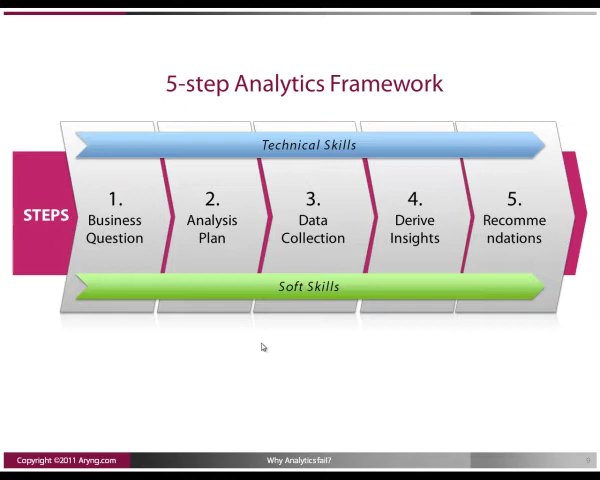 5-step Analytics Framework
Technical Skills
STEPS
1.
Business
Question
2.
Analysis
Plan
3.
Data
Collection
4.
Derive
Insights
5.
Recomme
ndations
Soft Skills
Copyright ©2011 Aryng.com
Why Analytics fail?
9